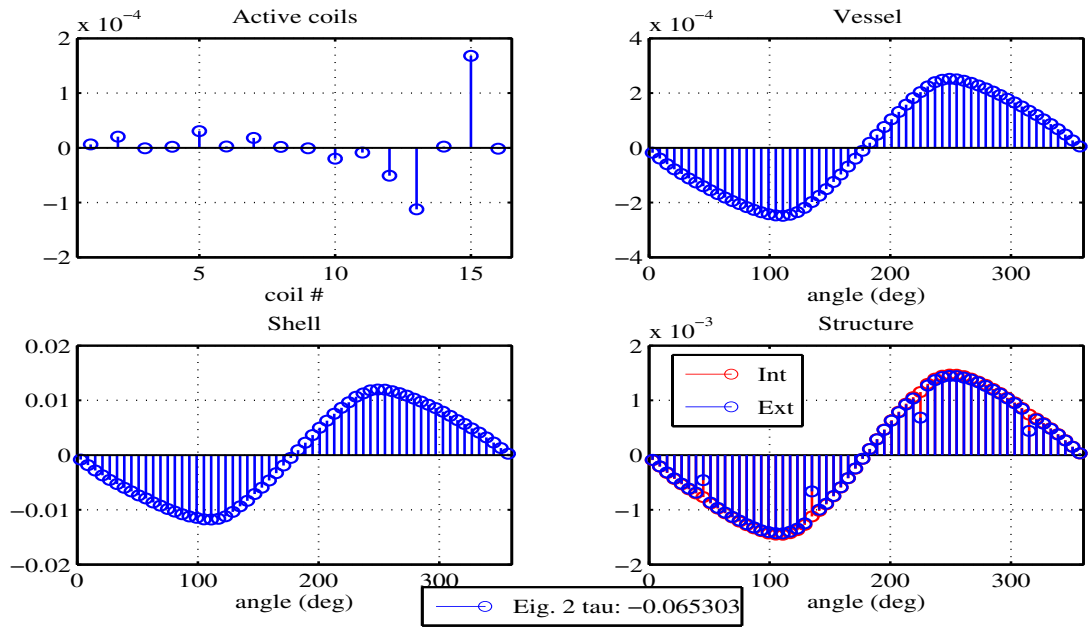 Active coils
x 10−4
2
1
0
−1
−2
5
10
15
coil #
Vessel
x 10−4
4
2
0
−2
−4
0
100
200
300
angle (deg)
Shell
0.02
0.01
0
−0.01
−0.02
0
100
200
300
angle (deg)
Structure
x 10−3
2
1
0
−1
−2
0
100
200
300
angle (deg)
Int
Ext
Eig. 2 tau: −0.065303